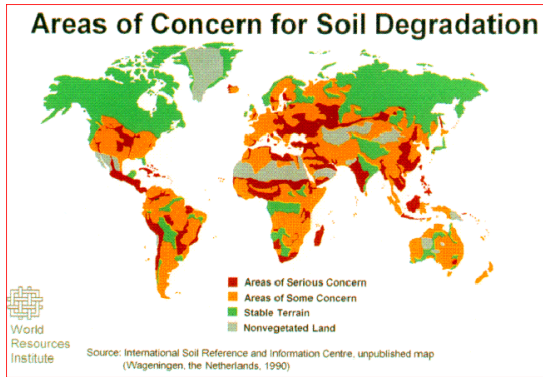 Areas of Concern for Soil Degradation
Areas of Serious Concern
Areas of Some Concern
Stable Terrain
Nonvegetated Land
World
Resources
Institute
Source: International Soil Reference and Information Centre, unpublished map
(Wageningen, the Netherlands, 1990)